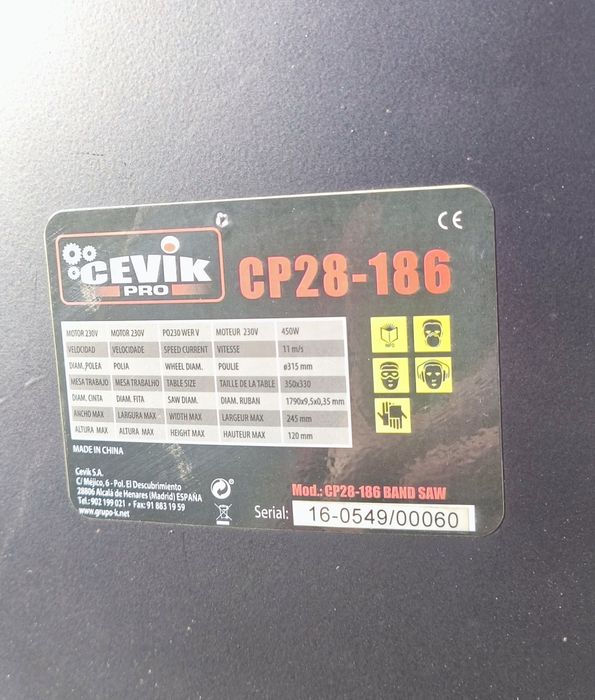 CEVİK
PRO
CE
CP28-186
MOTOR 230V MOTOR 230V PO230 WER V MOTEUR 230V 450W
VELOCIDAD VELOCIDADE SPEED CURRENT VITESSE 11 m/s
DIAM. POLEA POLIA WHEEL DIAM. POULIE ø315 mm
MESA TRABAJO MESA TRABALHO TABLE SIZE TAILLE DE LA TABLE 350x330
DIAM. CINTA DIAM. FITA SAW DIAM. DIAM. RUBAN 1790x9,5x0,35 mm
ANCHO MAX LARGURA MAX WIDTH MAX LARGEUR MAX 245 mm
ALTURA MAX ALTURA MAX HEIGHT MAX HAUTEUR MAX 120 mm
INFO
MADE IN CHINA
Cevik S.A.
C/ Méjico, 6 - Pol. El Descubrimiento
28806 Alcalá de Henares (Madrid) ESPAÑA
Tel.: 902 199 021 • Fax: 91 883 19 59
www.grupo-k.net
Mod.: CP28-186 BAND SAW
Serial: 16-0549/00060